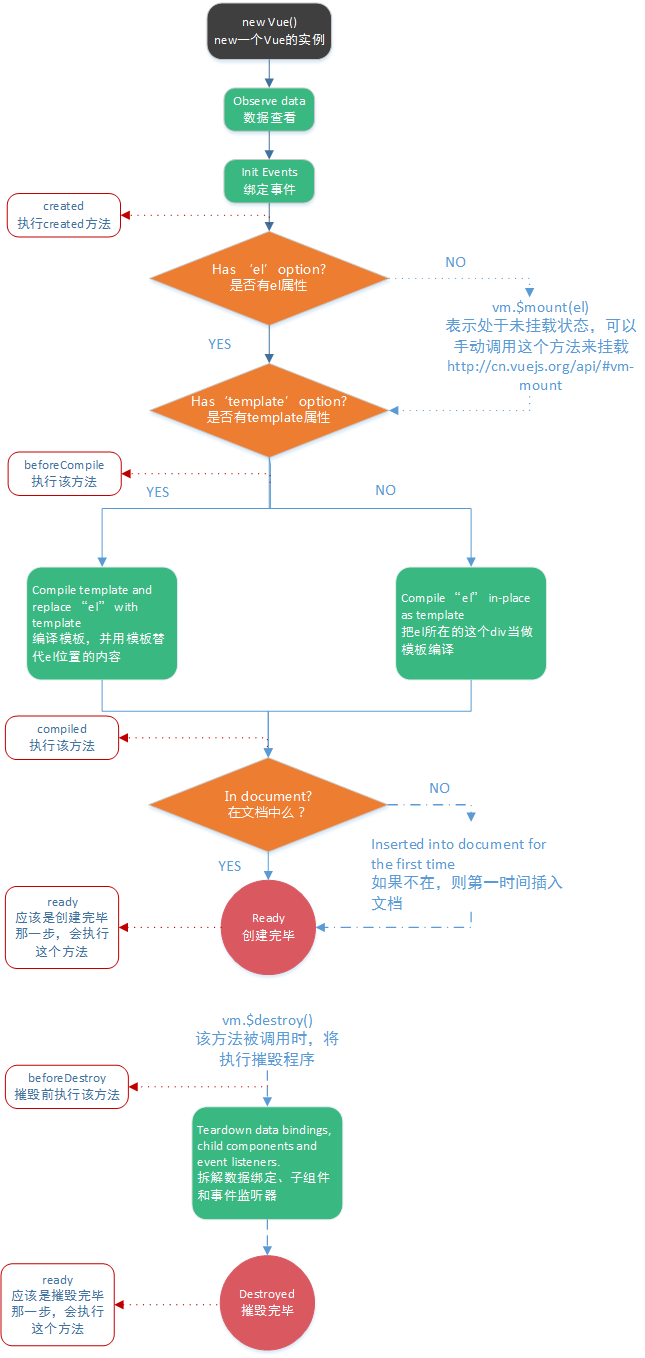 new Vue()
new一个Vue的实例
Observe data
数据查看
Init Events
绑定事件
created
执行created方法
Has ‘el’ option?
是否有el属性
NO
vm.$mount(el)
表示处于未挂载状态，可以
手动调用这个方法来挂载
http://cn.vuejs.org/api/#vm-
mount
YES
Has ‘template’ option?
是否有template属性
beforeCompile
执行该方法
YES
NO
Compile template and
replace “el” with
template
编译模板，并用模板替
代el位置的内容
Compile “el” in-place
as template
把el所在的这个div当做
模板编译
compiled
执行该方法
In document?
在文档中么？
NO
Inserted into document for
the first time
如果不在，则第一时间插入
文档
YES
ready
应该是创建完毕
那一步，会执行
这个方法
Ready
创建完毕
vm.$destroy()
该方法被调用时，将
执行摧毁程序
beforeDestroy
摧毁前执行该方法
Teardown data bindings,
child components and
event listeners.
拆解数据绑定、子组件
和事件监听器
ready
应该是摧毁完毕
那一步，会执行
这个方法
Destroyed
摧毁完毕